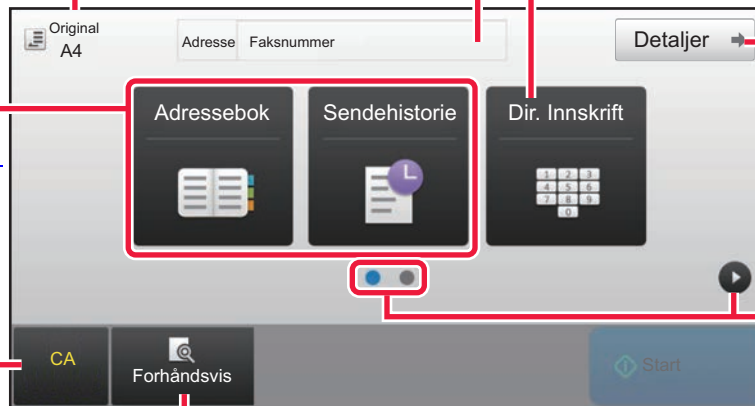 Original
A4
Adresse Faksnummer
Detaljer
Adressebok
Sendehistorie
Dir. Innskrift
1 2 3
4 5 6
7 8 9
0
CA
Forhåndsvis
Start